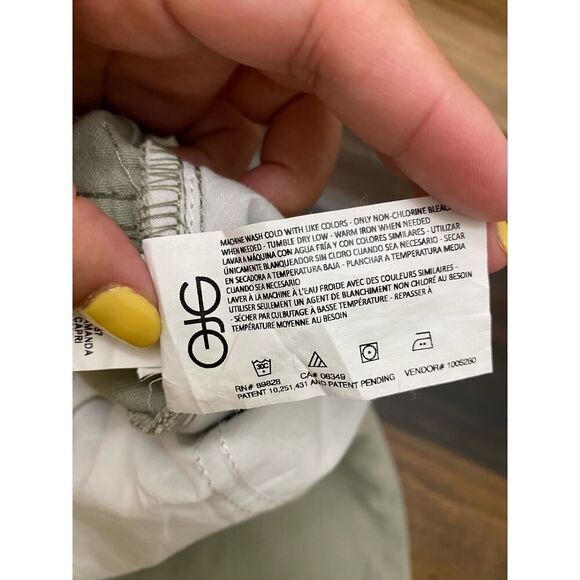 MACHINE WASH COLD WITH LIKE COLORS - ONLY NON-CHLORINE BLEAC
WHEN NEEDED - TUMBLE DRY LOW - WARM IRON WHEN NEEDED
LAVAR A MÁQUINA CON AGUA FRÍA Y CON COLORES SIMILARES - UTILIZAR
ÚNICAMENTE BLANQUEADOR SIN CLORO CUANDO SEA NECESARIO - SECAR
EN SECADORA A TEMPERATURA BAJA - PLANCHAR A TEMPERATURA MEDIA
CUANDO SEA NECESARIO
LAVER À LA MACHINE À L'EAU FROIDE AVEC DES COULEURS SIMILAIRES -
UTILISER SEULEMENT UN AGENT DE BLANCHIMENT NON CHLORÉ AU BESOIN
- SÉCHER PAR CULBUTAGE À BASSE TEMPÉRATURE - REPASSER À
TEMPÉRATURE MOYENNE AU BESOIN
30C
RN# 89828 CA# 06349 VENDOR# 1005280
PATENT 10,251,431 AND PATENT PENDING
AMANDA
CAPRI